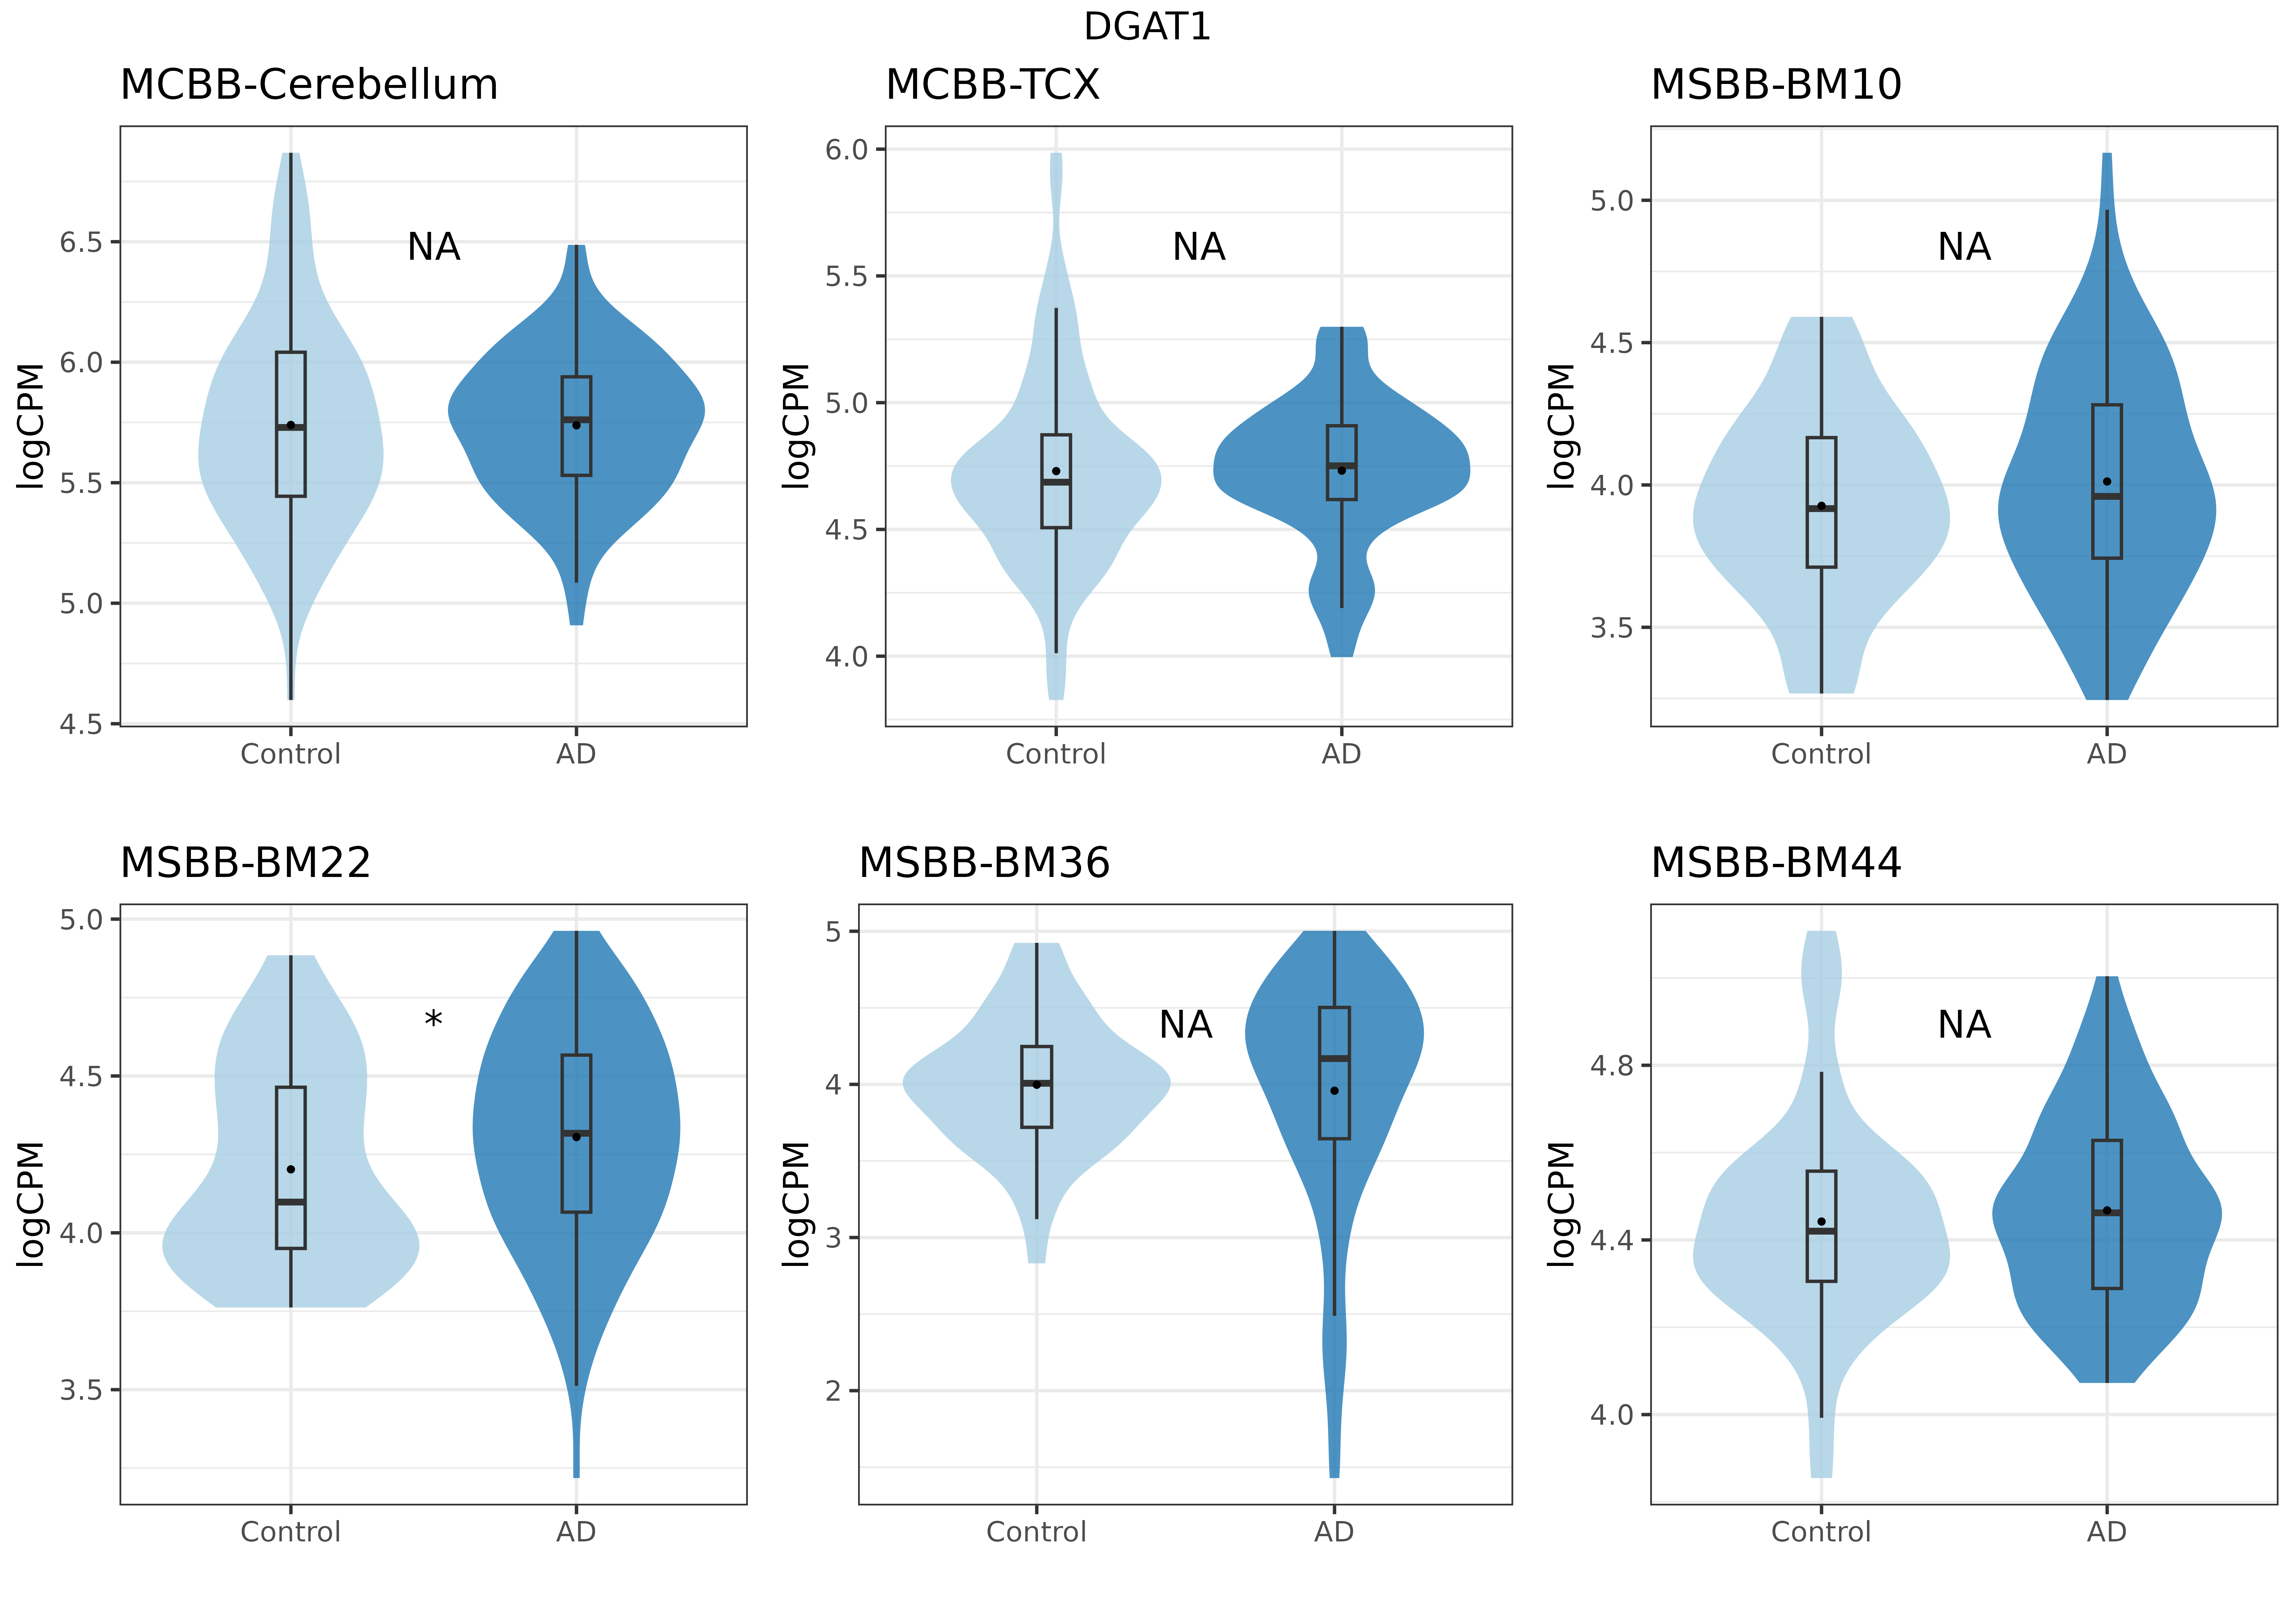 DGAT1
MCBB-Cerebellum
logCPM
6.5
6.0
5.5
5.0
4.5
NA
Control
AD
MCBB-TCX
logCPM
6.0
5.5
5.0
4.5
4.0
NA
Control
AD
MSBB-BM10
logCPM
5.0
4.5
4.0
3.5
NA
Control
AD
MSBB-BM22
logCPM
5.0
4.5
4.0
3.5
*
Control
AD
MSBB-BM36
logCPM
5
4
3
2
NA
Control
AD
MSBB-BM44
logCPM
4.8
4.4
4.0
NA
Control
AD